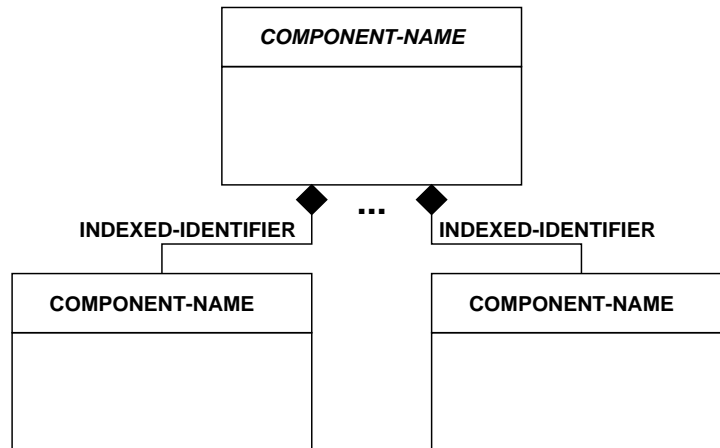 COMPONENT-NAME
...
INDEXED-IDENTIFIER INDEXED-IDENTIFIER
COMPONENT-NAME COMPONENT-NAME